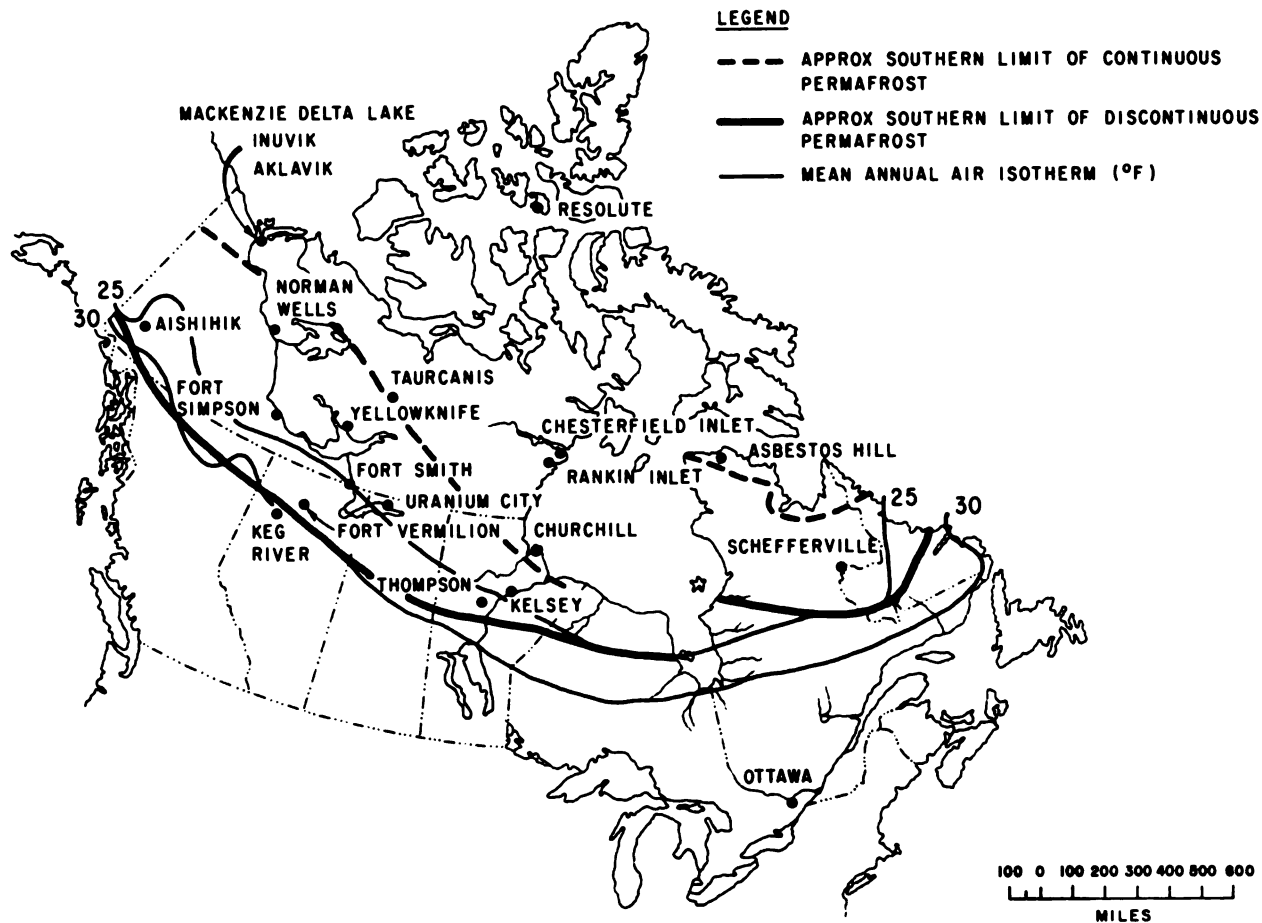 LEGEND
APPROX SOUTHERN LIMIT OF CONTINUOUS
PERMAFROST
APPROX SOUTHERN LIMIT OF DISCONTINUOUS
PERMAFROST
MEAN ANNUAL AIR ISOTHERM (°F)
MACKENZIE DELTA LAKE
INUVIK
AKLAVIK
RESOLUTE
NORMAN
WELLS
25
30
AISHIHIK
TAURCANIS
FORT
SIMPSON
YELLOWKNIFE
CHESTERFIELD INLET
ASBESTOS HILL
FORT SMITH
RANKIN INLET
URANIUM CITY
25
30
KEG
RIVER
FORT VERMILION
CHURCHILL
SCHEFFERVILLE
THOMPSON
KELSEY
OTTAWA
100 0 100 200 300 400 500 600
MILES